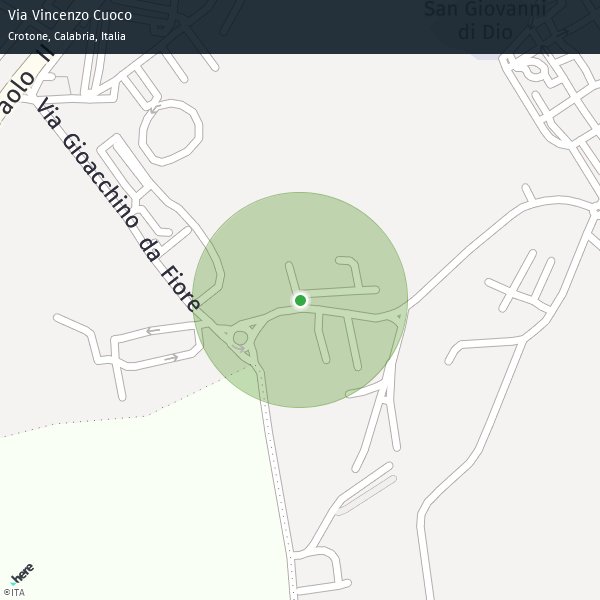 Via Vincenzo Cuoco
Crotone, Calabria, Italia
San Giovanni
di Dio
aolo II
Via Gioacchino da Fiore
here
©ITA